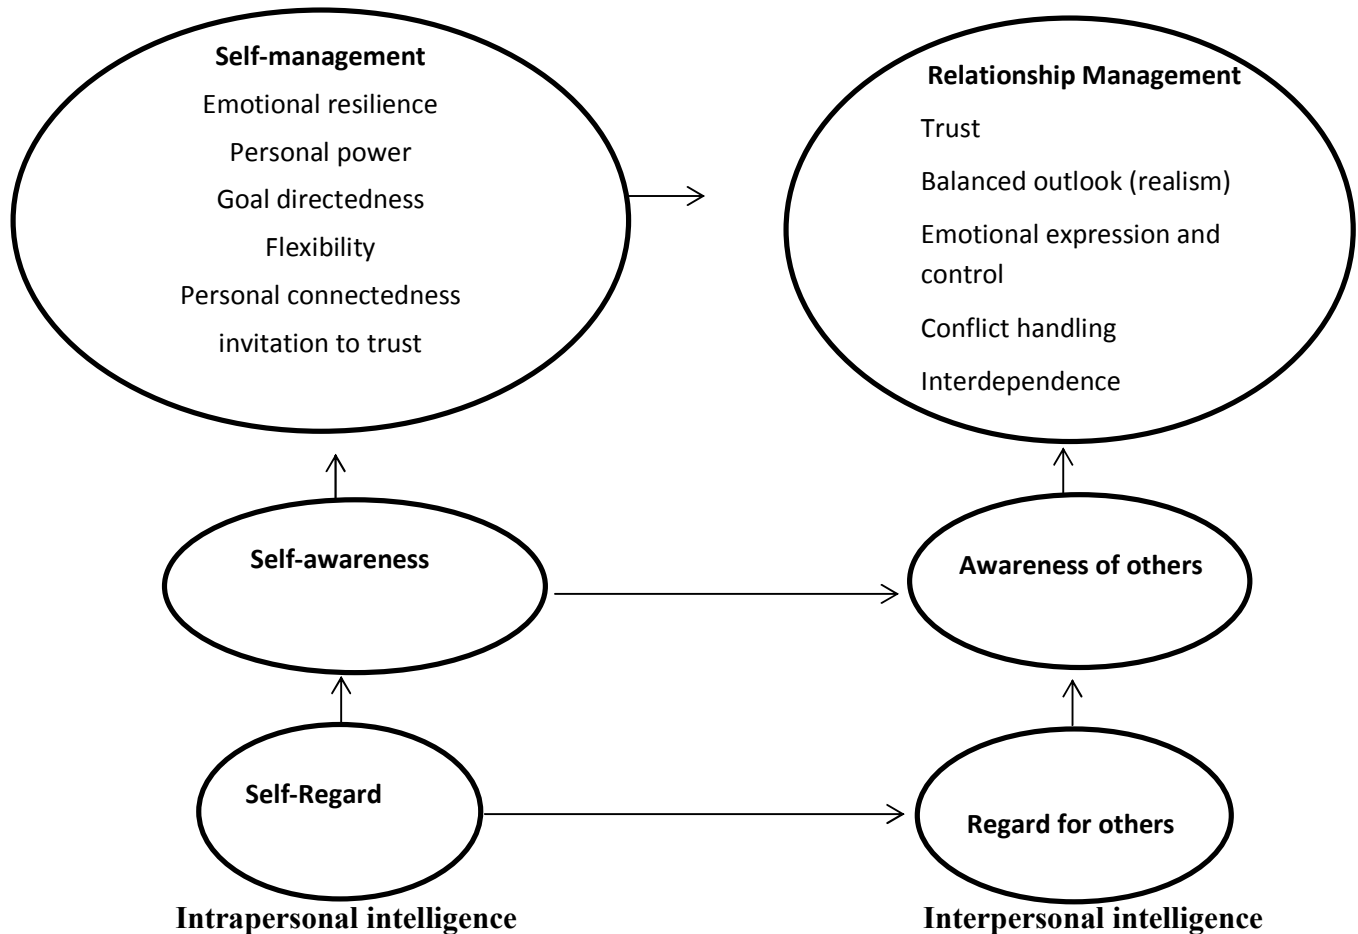 Self-management
Emotional resilience
Personal power
Goal directedness
Flexibility
Personal connectedness
invitation to trust
Relationship Management
Trust
Balanced outlook (realism)
Emotional expression and
control
Conflict handling
Interdependence
Self-awareness
Awareness of others
Self-Regard
Regard for others
Intrapersonal intelligence
Interpersonal intelligence